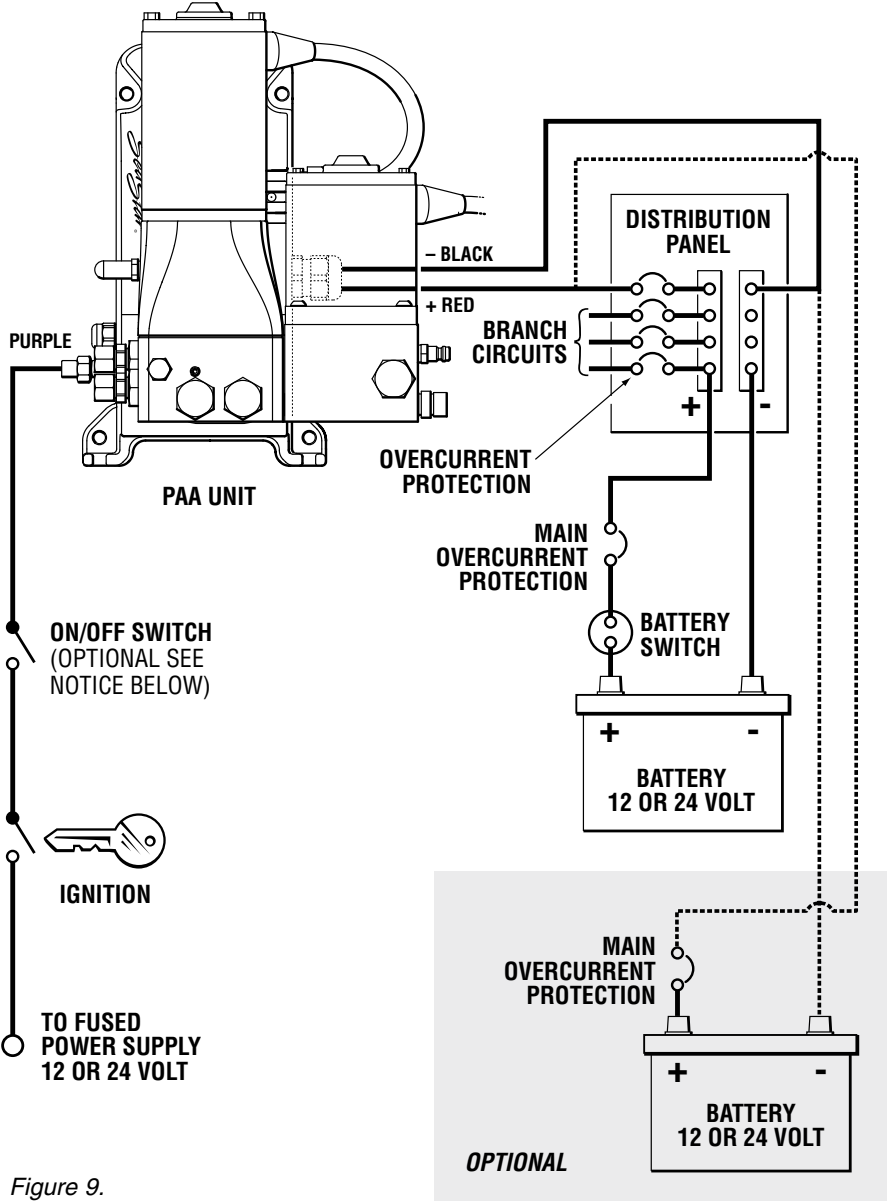 DISTRIBUTION
PANEL
– BLACK
+ RED
BRANCH
CIRCUITS
PURPLE
+ -
OVERCURRENT
PROTECTION
PAA UNIT
MAIN
OVERCURRENT
PROTECTION
BATTERY
SWITCH
ON/OFF SWITCH
(OPTIONAL SEE
NOTICE BELOW)
+ -
BATTERY
12 OR 24 VOLT
IGNITION
MAIN
OVERCURRENT
PROTECTION
TO FUSED
POWER SUPPLY
12 OR 24 VOLT
+ -
BATTERY
12 OR 24 VOLT
OPTIONAL
Figure 9.